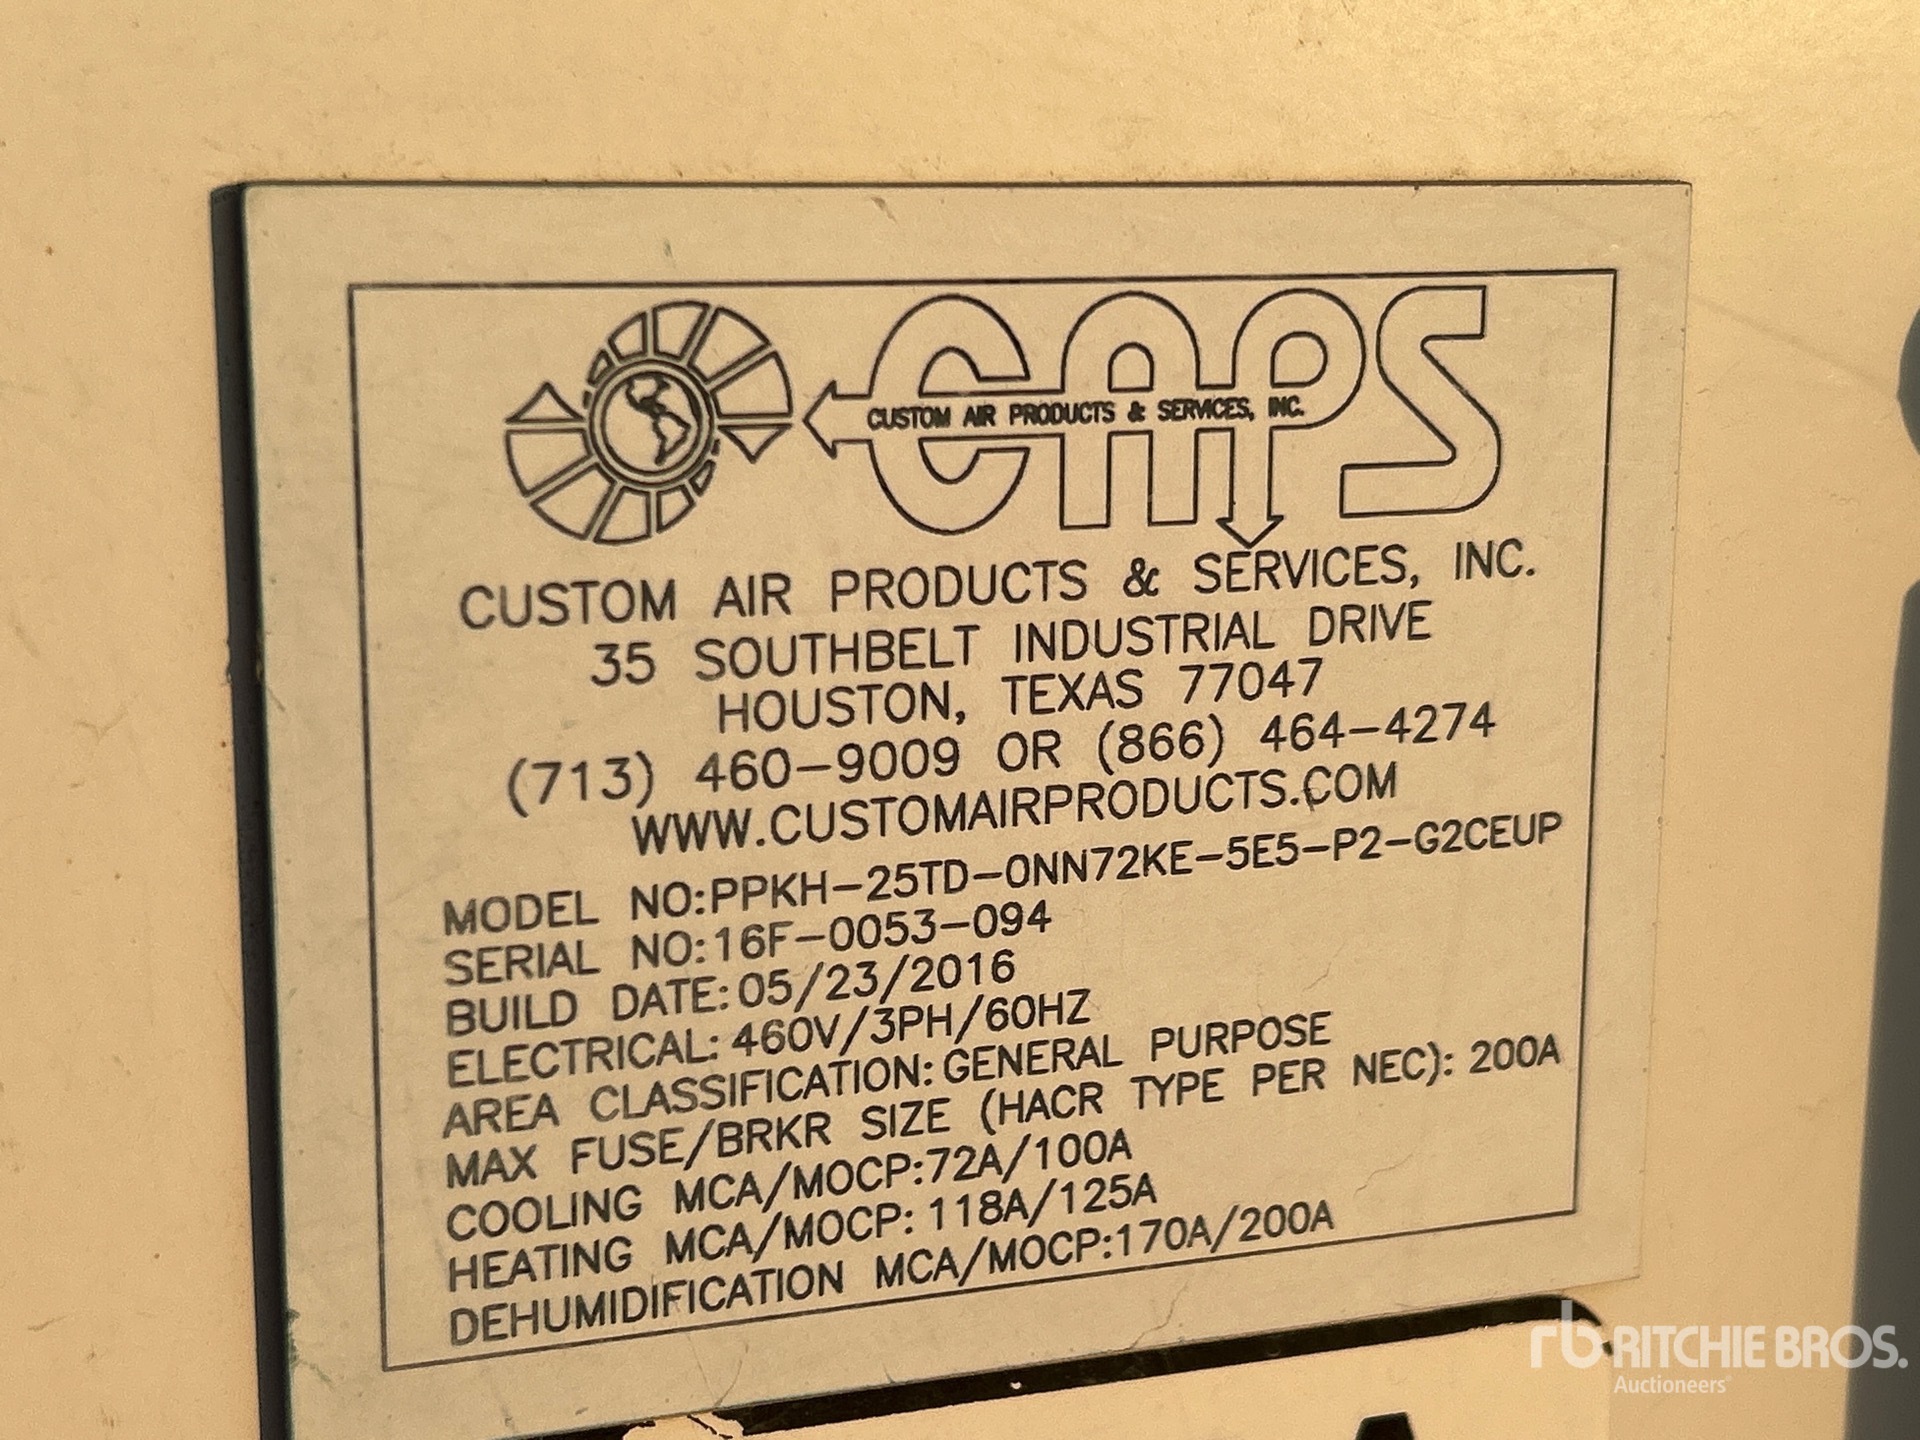 CAPS
CUSTOM AIR PRODUCTS & SERVICES, INC.
CUSTOM AIR PRODUCTS & SERVICES, INC.
35 SOUTHBELT INDUSTRIAL DRIVE
HOUSTON, TEXAS 77047
(713) 460-9009 OR (866) 464-4274
WWW.CUSTOMAIRPRODUCTS.COM
MODEL NO:PPKH-25TD-0NN72KE-5E5-P2-G2CEUP
SERIAL NO:16F-0053-094
BUILD DATE:05/23/2016
ELECTRICAL: 460V/3PH/60HZ
AREA CLASSIFICATION:GENERAL PURPOSE
MAX FUSE/BRKR SIZE (HACR TYPE PER NEC): 200A
COOLING MCA/MOCP:72A/100A
HEATING MCA/MOCP: 118A/125A
DEHUMIDIFICATION MCA/MOCP:170A/200A
rb RITCHIE BROS.
Auctioneers